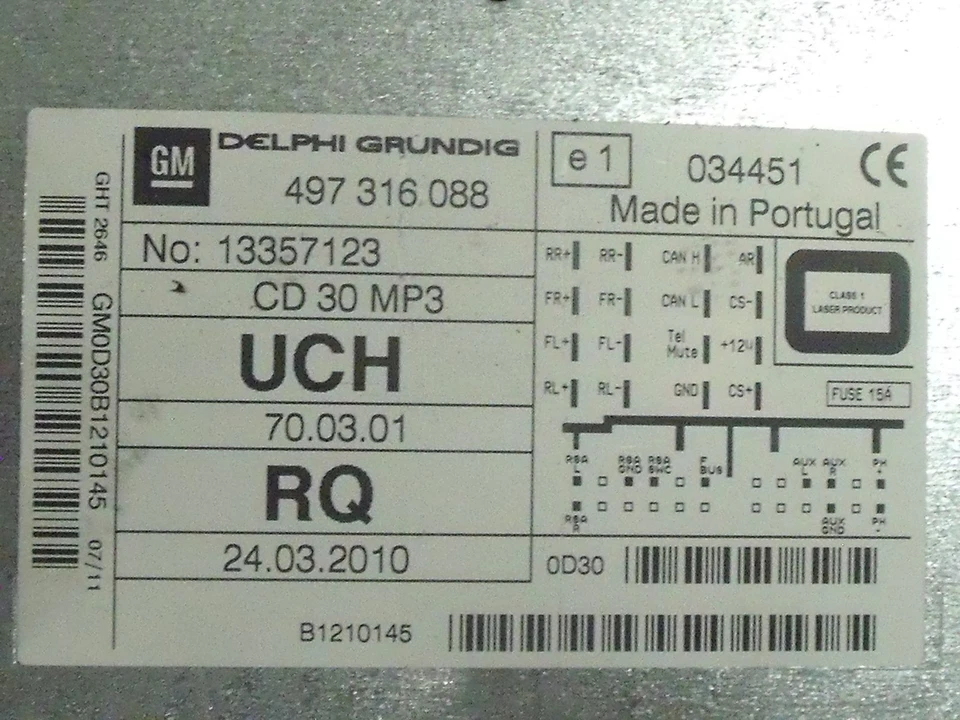 GM DELPHI GRUNDIG
497 316 088
e 1 034451 CE
Made in Portugal
No: 13357123
CD 30 MP3
UCH
70.03.01
RQ
24.03.2010
RR+ RR- CAN H AR
FR+ FR- CAN L CS-
FL+ FL- Tel Mute +12V
RL+ RL- GND CS+
CLASS 1
LASER PRODUCT
FUSE 15A
RSA L RSA GND RSA SWC F BUS AUX L AUX R PH +
RSA R AUX GND PH -
0D30
B1210145
GHT 2646 GM0D30B1210145 07/11